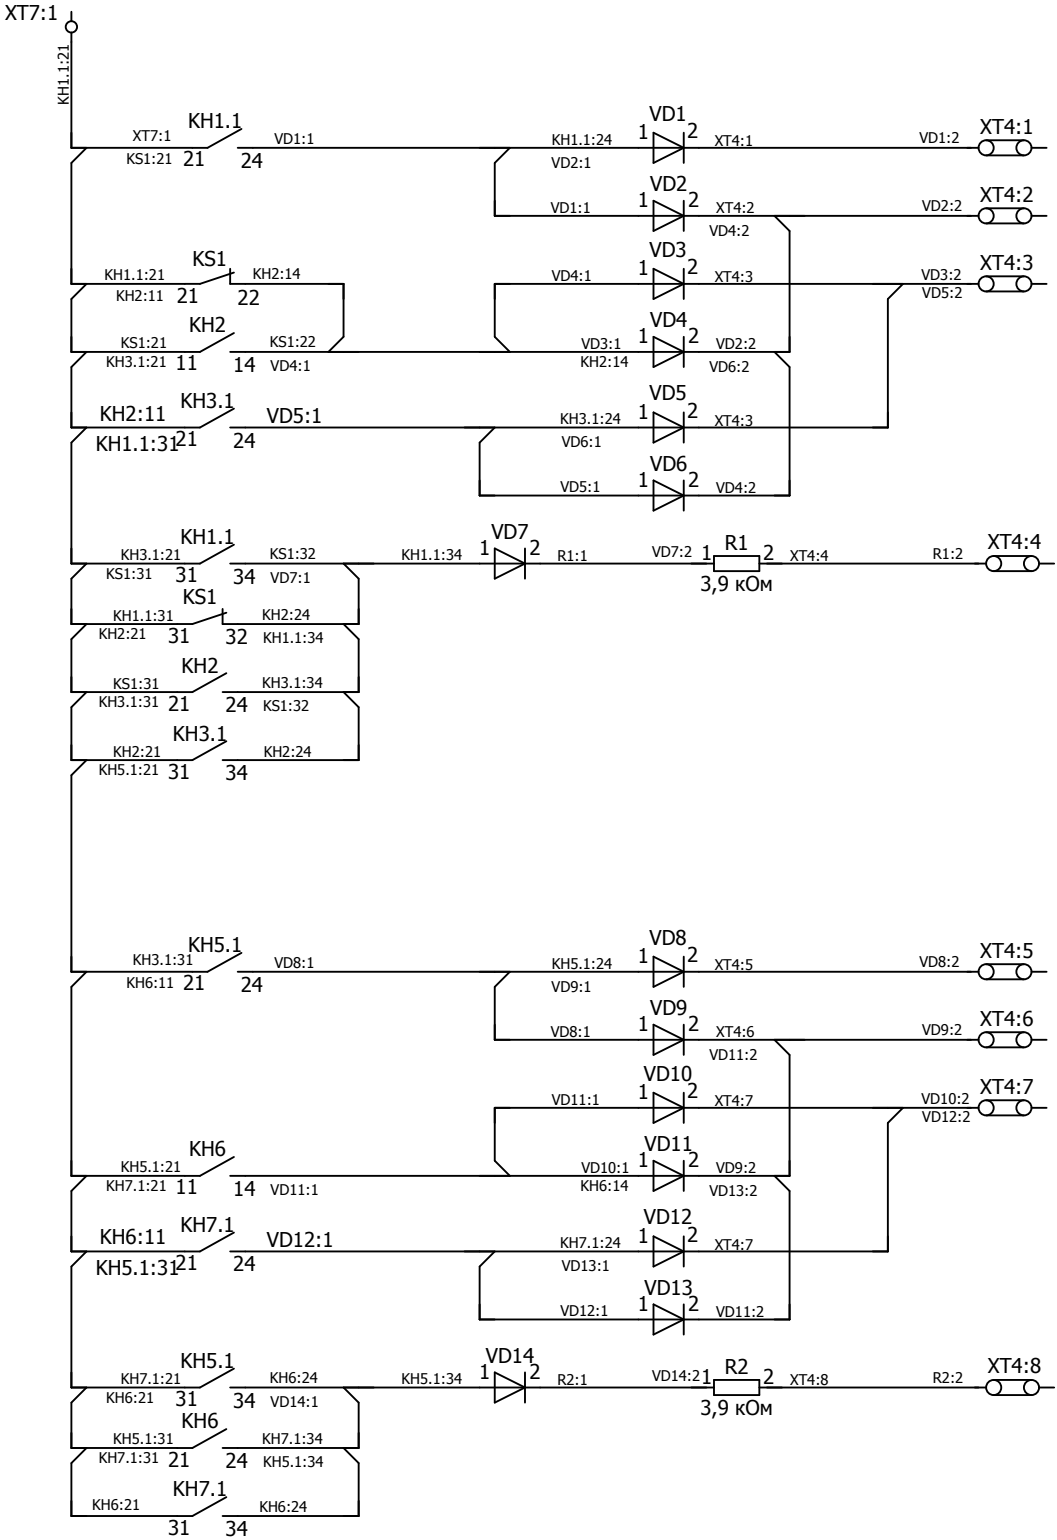 XT7:1
KH1.1:21
XT7:1 KH1.1 VD1:1 KH1.1:24 1 VD1 2 XT4:1 VD1:2 XT4:1
KS1:21 21 24 VD2:1
VD1:1 1 VD2 2 XT4:2 VD2:2 XT4:2
VD4:2
KH1.1:21 KS1 KH2:14 VD4:1 1 VD3 2 XT4:3 VD3:2 XT4:3
KH2:11 21 22 VD5:2
KS1:21 KH2 KS1:22 VD3:1 1 VD4 2 VD2:2
KH3.1:21 11 14 VD4:1 KH2:14 VD6:2
KH2:11 KH3.1 VD5:1 KH3.1:24 1 VD5 2 XT4:3
KH1.1:31 21 24 VD6:1
VD5:1 1 VD6 2 VD4:2
KH3.1:21 KH1.1 KS1:32 KH1.1:34 1 VD7 2 R1:1 VD7:2 1 R1 2 XT4:4 R1:2 XT4:4
KS1:31 31 34 VD7:1 3,9 кОм
KH1.1:31 KS1 KH2:24
KH2:21 31 32 KH1.1:34
KS1:31 KH2 KH3.1:34
KH3.1:31 21 24 KS1:32
KH2:21 KH3.1 KH2:24
KH5.1:21 31 34
KH3.1:31 KH5.1 VD8:1 KH5.1:24 1 VD8 2 XT4:5 VD8:2 XT4:5
KH6:11 21 24 VD9:1
VD8:1 1 VD9 2 XT4:6 VD9:2 XT4:6
VD11:2
VD11:1 1 VD10 2 XT4:7 VD10:2 XT4:7
VD12:2
KH5.1:21 KH6 VD10:1 1 VD11 2 VD9:2
KH7.1:21 11 14 VD11:1 KH6:14 VD13:2
KH6:11 KH7.1 VD12:1 KH7.1:24 1 VD12 2 XT4:7
KH5.1:31 21 24 VD13:1
VD12:1 1 VD13 2 VD11:2
KH7.1:21 KH5.1 KH6:24 KH5.1:34 1 VD14 2 R2:1 VD14:2 1 R2 2 XT4:8 R2:2 XT4:8
KH6:21 31 34 VD14:1 3,9 кОм
KH5.1:31 KH6 KH7.1:34
KH7.1:31 21 24 KH5.1:34
KH6:21 KH7.1 KH6:24
31 34